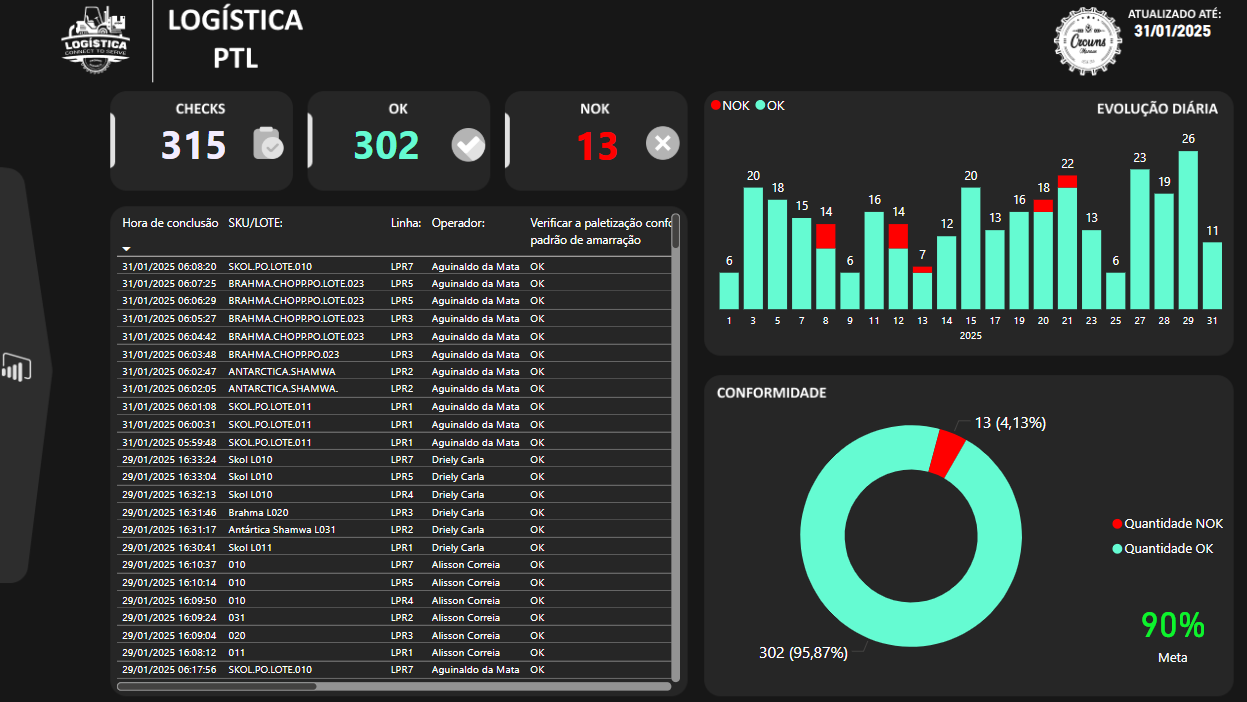 LOGÍSTICA
CONNECT TO SERVE
LOGÍSTICA
PTL
Crowns
Manaus
ATUALIZADO ATÉ:
31/01/2025
CHECKS
315
OK
302
NOK
13
Hora de conclusão SKU/LOTE: Linha: Operador: Verificar a paletização confo
padrão de amarração
31/01/2025 06:08:20 SKOL.PO.LOTE.010 LPR7 Aguinaldo da Mata OK
31/01/2025 06:07:25 BRAHMA.CHOPP.PO.LOTE.023 LPR5 Aguinaldo da Mata OK
31/01/2025 06:06:29 BRAHMA.CHOPP.PO.LOTE.023 LPR5 Aguinaldo da Mata OK
31/01/2025 06:05:27 BRAHMA.CHOPP.PO.LOTE.023 LPR3 Aguinaldo da Mata OK
31/01/2025 06:04:42 BRAHMA.CHOPP.PO.LOTE.023 LPR3 Aguinaldo da Mata OK
31/01/2025 06:03:48 BRAHMA.CHOPP.PO.023 LPR3 Aguinaldo da Mata OK
31/01/2025 06:02:47 ANTARCTICA.SHAMWA LPR2 Aguinaldo da Mata OK
31/01/2025 06:02:05 ANTARCTICA.SHAMWA. LPR2 Aguinaldo da Mata OK
31/01/2025 06:01:08 SKOL.PO.LOTE.011 LPR1 Aguinaldo da Mata OK
31/01/2025 06:00:31 SKOL.PO.LOTE.011 LPR1 Aguinaldo da Mata OK
31/01/2025 05:59:48 SKOL.PO.LOTE.011 LPR1 Aguinaldo da Mata OK
29/01/2025 16:33:24 Skol L010 LPR7 Driely Carla OK
29/01/2025 16:33:04 Skol L010 LPR5 Driely Carla OK
29/01/2025 16:32:13 Skol L010 LPR4 Driely Carla OK
29/01/2025 16:31:46 Brahma L020 LPR3 Driely Carla OK
29/01/2025 16:31:17 Antártica Shamwa L031 LPR2 Driely Carla OK
29/01/2025 16:30:41 Skol L011 LPR1 Driely Carla OK
29/01/2025 16:10:37 010 LPR7 Alisson Correia OK
29/01/2025 16:10:14 010 LPR5 Alisson Correia OK
29/01/2025 16:09:50 010 LPR4 Alisson Correia OK
29/01/2025 16:09:24 031 LPR2 Alisson Correia OK
29/01/2025 16:09:04 020 LPR3 Alisson Correia OK
29/01/2025 16:08:12 011 LPR1 Alisson Correia OK
29/01/2025 06:17:56 SKOL.PO.LOTE.010 LPR7 Aguinaldo da Mata OK
NOK OK
EVOLUÇÃO DIÁRIA
6 20 18 15 14 6 16 14 7 12 20 13 16 18 22 13 6 23 19 26 11
1 3 5 7 8 9 11 12 13 14 15 17 19 20 21 23 25 27 28 29 31
2025
CONFORMIDADE
13 (4,13%)
302 (95,87%)
Quantidade NOK
Quantidade OK
90%
Meta